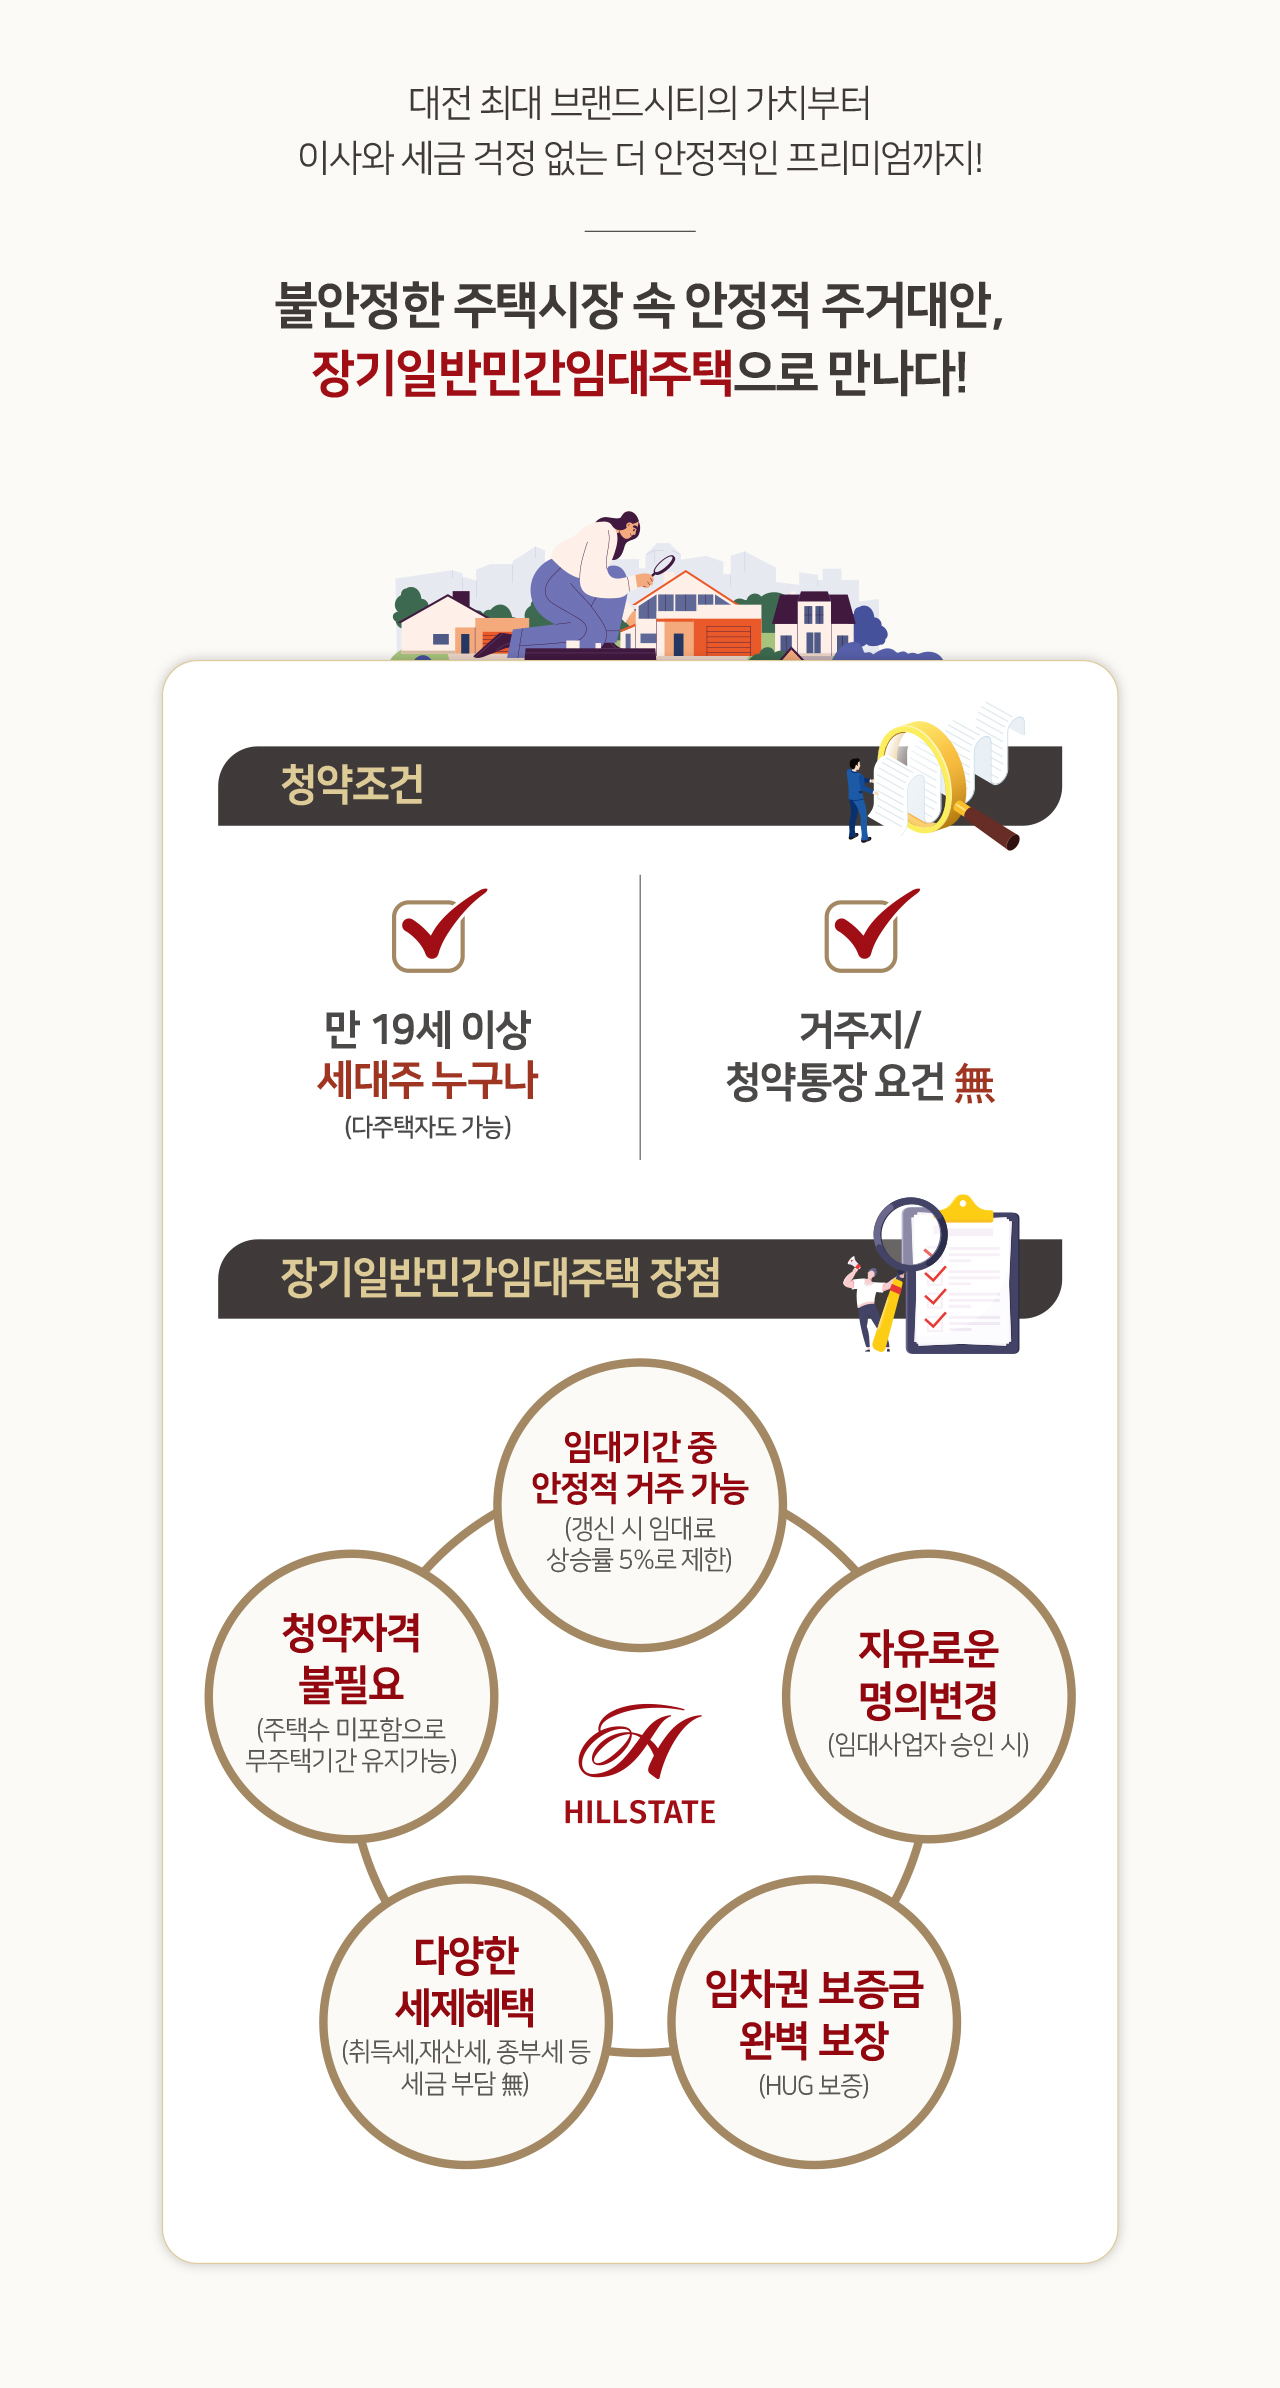 대전 최대 브랜드시티의 가치부터
이사와 세금 걱정 없는 더 안정적인 프리미엄까지!
불안정한 주택시장 속 안정적 주거대안,
장기일반민간임대주택으로 만나다!
청약조건
만 19세 이상
세대주 누구나
(다주택자도 가능)
거주지/
청약통장 요건 無
장기일반민간임대주택 장점
임대기간 중
안정적 거주 가능
(갱신 시 임대료
상승률 5%로 제한)
청약자격
불필요
(주택수 미포함으로
무주택기간 유지가능)
자유로운
명의변경
(임대사업자 승인 시)
H
HILLSTATE
다양한
세제혜택
(취득세,재산세, 종부세 등
세금 부담 無)
임차권 보증금
완벽 보장
(HUG 보증)